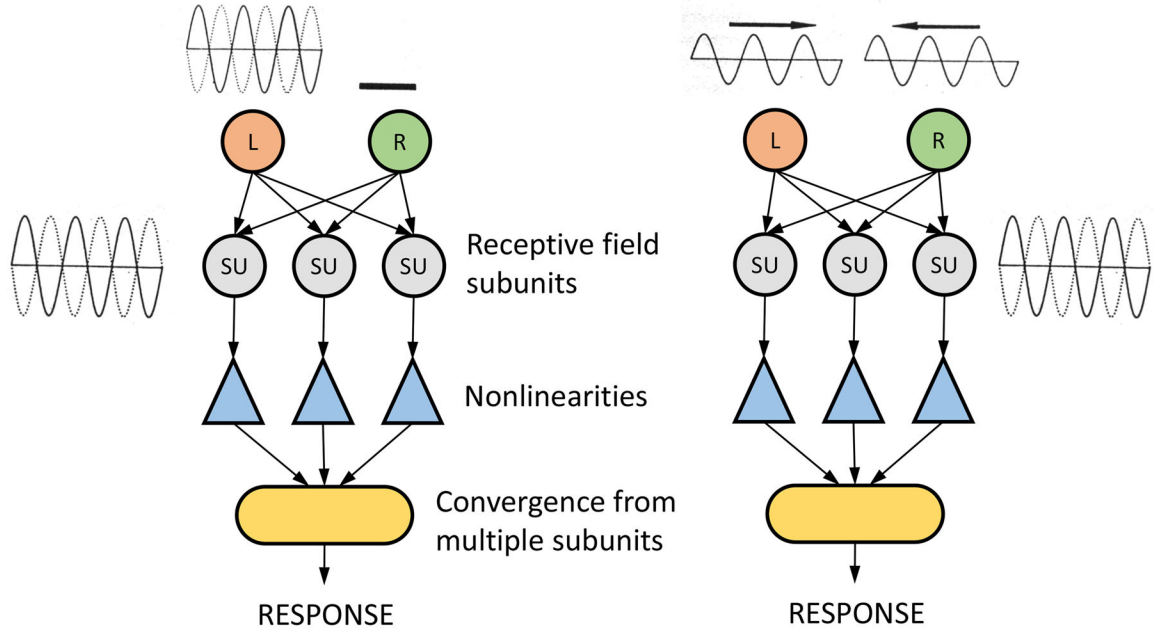 L
R
L
R
SU
SU
SU
Receptive field
subunits
SU
SU
SU
Nonlinearities
Convergence from
multiple subunits
RESPONSE
RESPONSE